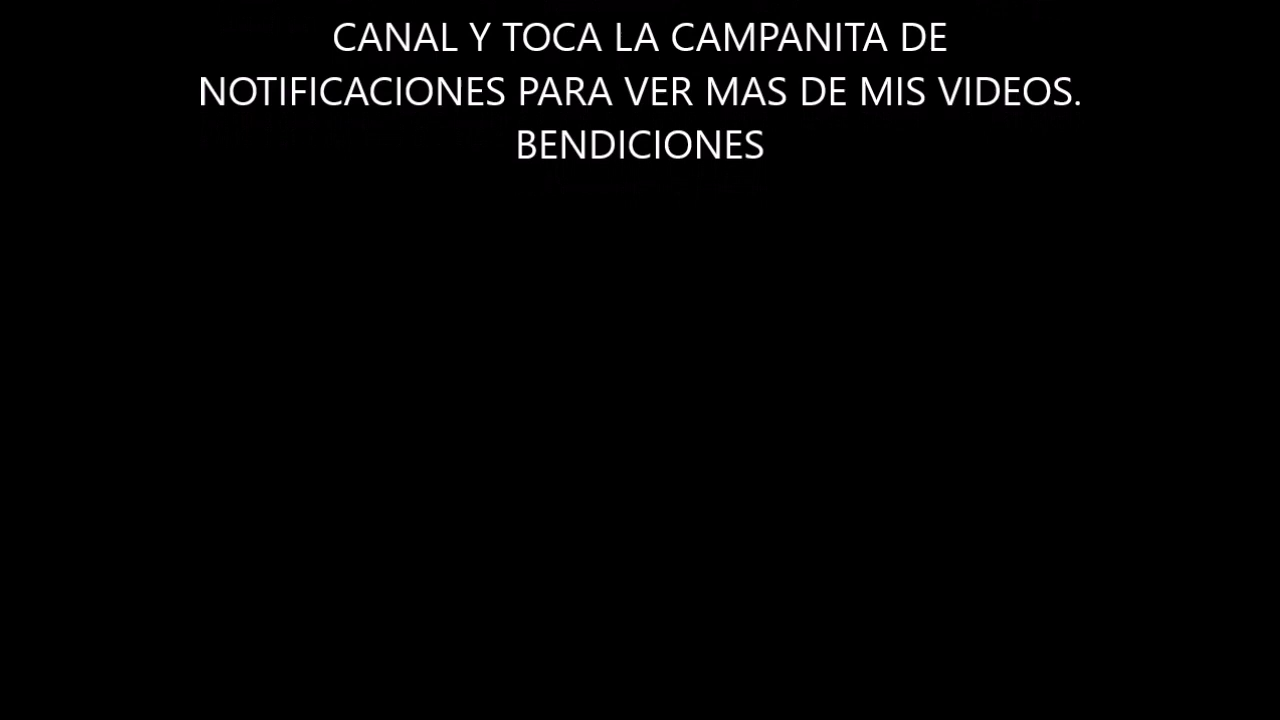 CANAL Y TOCA LA CAMPANITA DE
NOTIFICACIONES PARA VER MAS DE MIS VIDEOS.
BENDICIONES